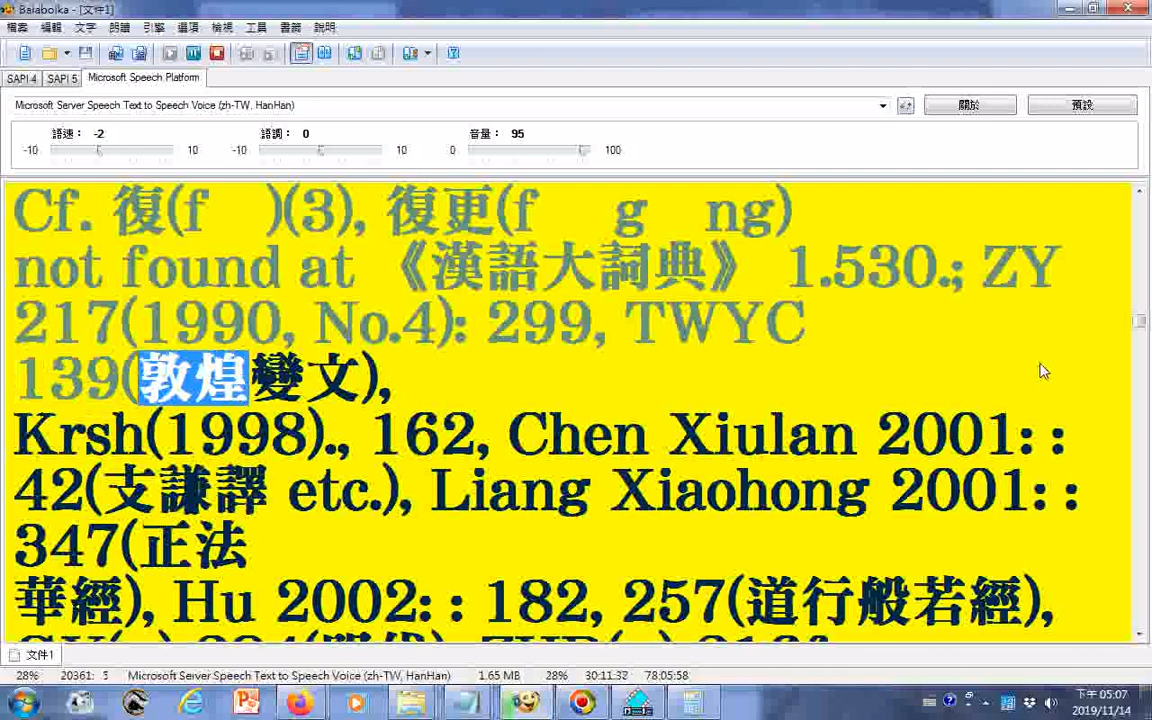 Balabolka - [文件1]
檔案 編輯 文字 朗讀 引擎 選項 檢視 工具 書籤 說明
SAPI 4 SAPI 5 Microsoft Speech Platform
Microsoft Server Speech Text to Speech Voice (zh-TW, HanHan) 關於 預設
語速： -2 語調： 0 音量： 95
-10 10 -10 10 0 100
Cf. 復(f )(3), 復更(f g ng)
not found at 《漢語大詞典》 1.530.; ZY
217(1990, No.4): 299, TWYC
139(敦煌變文),
Krsh(1998)., 162, Chen Xiulan 2001: :
42(支謙譯 etc.), Liang Xiaohong 2001: :
347(正法
華經), Hu 2002: : 182, 257(道行般若經),
文件1
28% 20361: 5 Microsoft Server Speech Text to Speech Voice (zh-TW, HanHan) 1.65 MB 28% 30:11:37 78:05:58
下午 05:07
2019/11/14